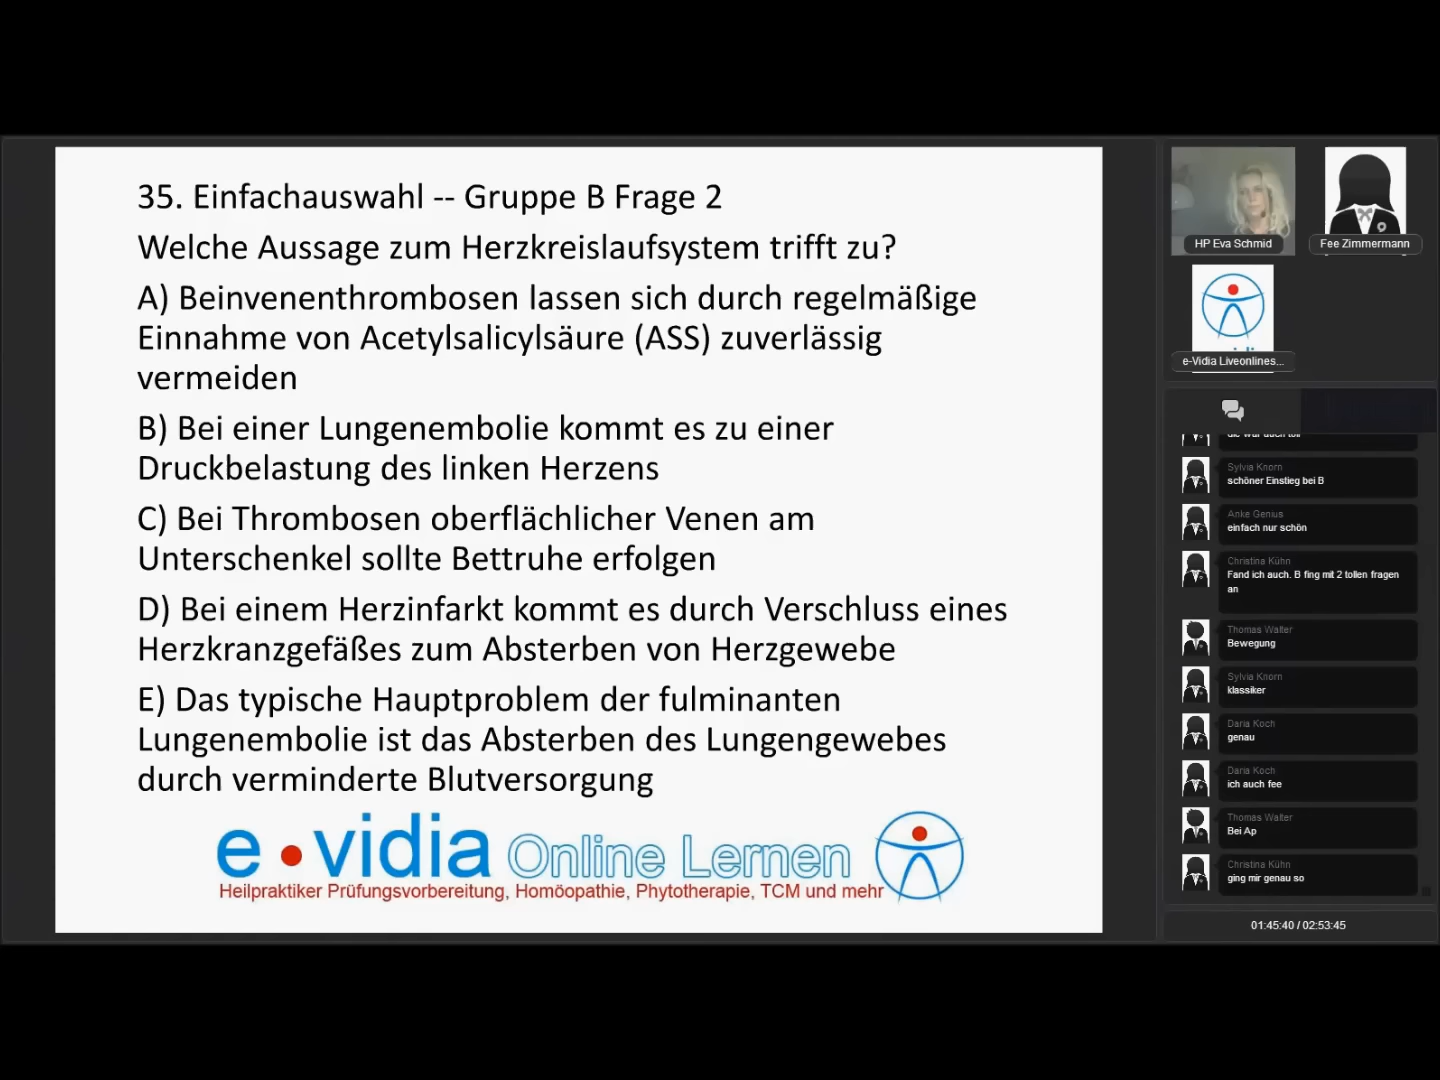 35. Einfachauswahl -- Gruppe B Frage 2
Welche Aussage zum Herzkreislaufsystem trifft zu?
A) Beinvenenthrombosen lassen sich durch regelmäßige
Einnahme von Acetylsalicylsäure (ASS) zuverlässig
vermeiden
B) Bei einer Lungenembolie kommt es zu einer
Druckbelastung des linken Herzens
C) Bei Thrombosen oberflächlicher Venen am
Unterschenkel sollte Bettruhe erfolgen
D) Bei einem Herzinfarkt kommt es durch Verschluss eines
Herzkranzgefäßes zum Absterben von Herzgewebe
E) Das typische Hauptproblem der fulminanten
Lungenembolie ist das Absterben des Lungengewebes
durch verminderte Blutversorgung
e•vidia Online Lernen
Heilpraktiker Prüfungsvorbereitung, Homöopathie, Phytotherapie, TCM und mehr
HP Eva Schmid
Fee Zimmermann
e-Vidia Liveonlines...
die war auch toll
Sylvia Knorn
schöner Einstieg bei B
Anke Genius
einfach nur schön
Christina Kühn
Fand ich auch. B fing mit 2 tollen fragen
an
Thomas Walter
Bewegung
Sylvia Knorn
klassiker
Daria Koch
genau
Daria Koch
ich auch fee
Thomas Walter
Bei Ap
Christina Kühn
ging mir genau so
01:45:40 / 02:53:45